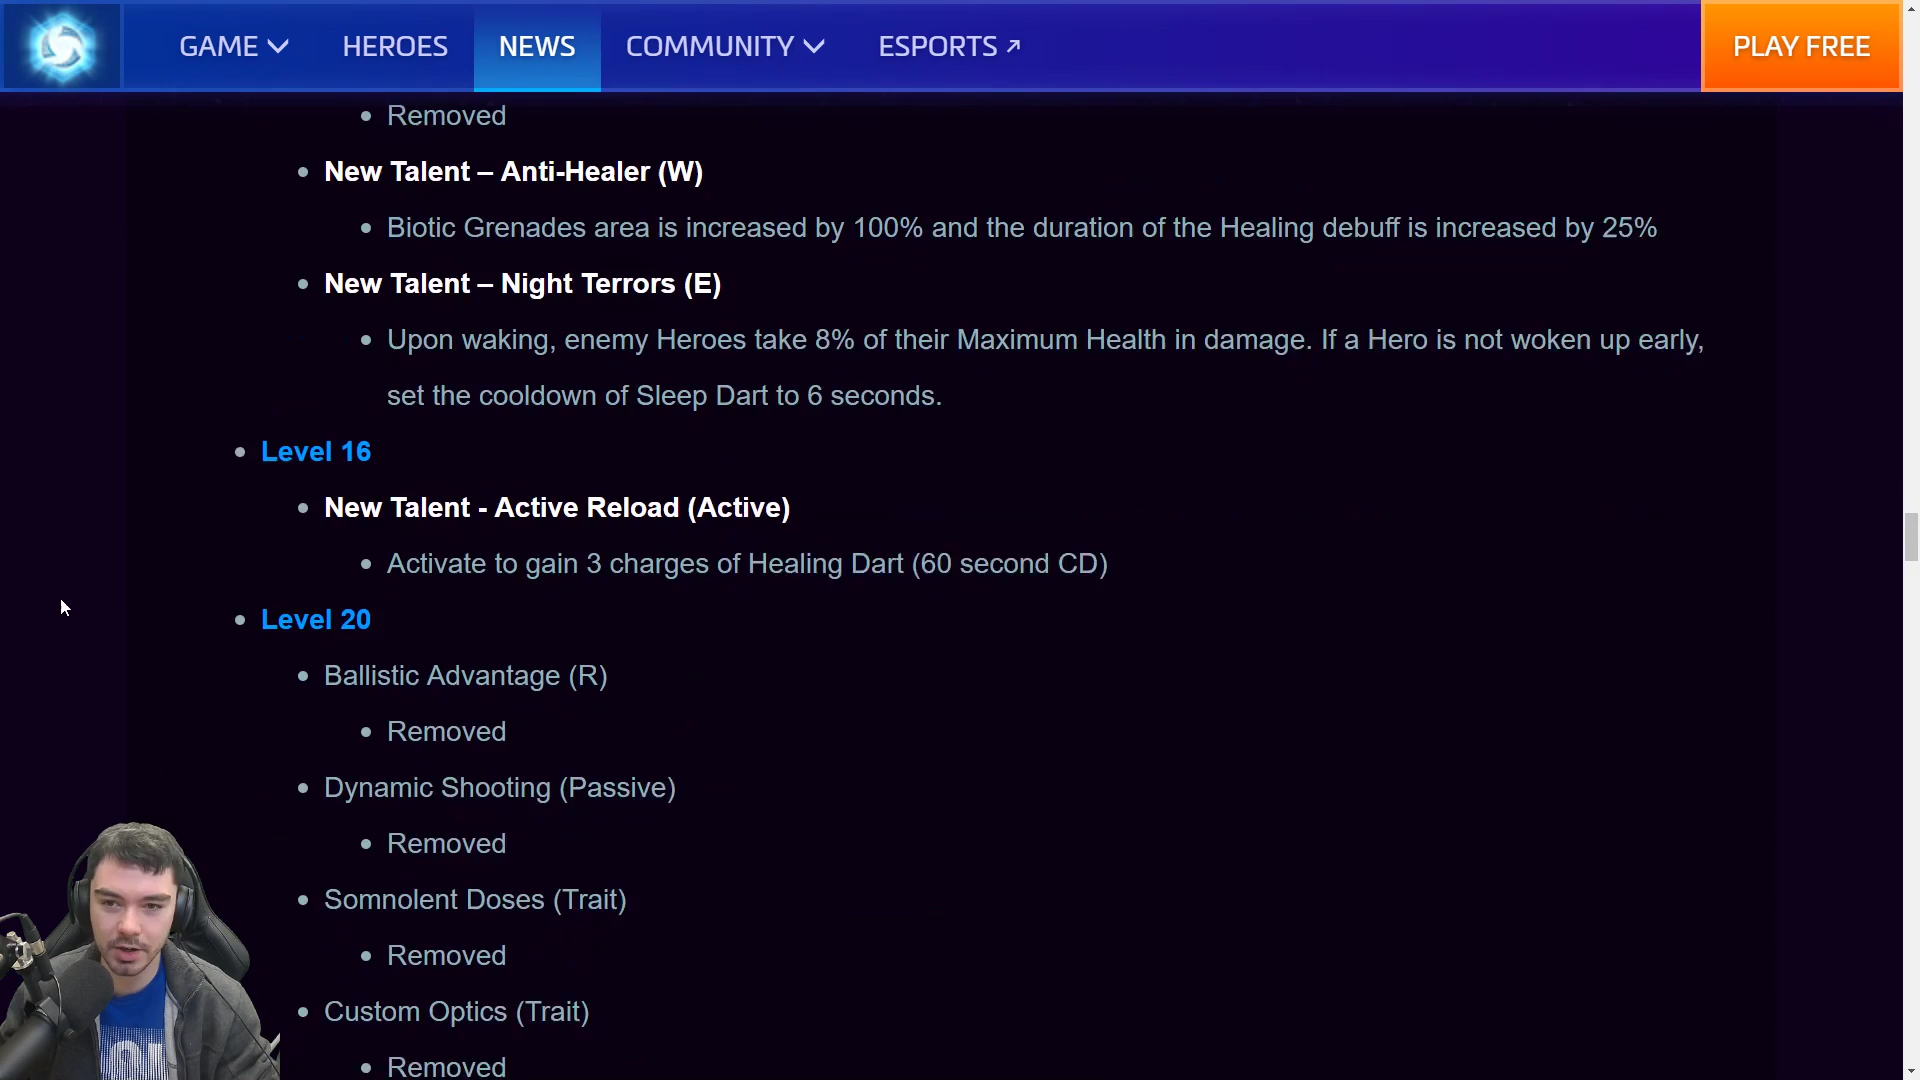 GAME HEROES NEWS COMMUNITY ESPORTS PLAY FREE
Removed
New Talent – Anti-Healer (W)
Biotic Grenades area is increased by 100% and the duration of the Healing debuff is increased by 25%
New Talent – Night Terrors (E)
Upon waking, enemy Heroes take 8% of their Maximum Health in damage. If a Hero is not woken up early,
set the cooldown of Sleep Dart to 6 seconds.
Level 16
New Talent - Active Reload (Active)
Activate to gain 3 charges of Healing Dart (60 second CD)
Level 20
Ballistic Advantage (R)
Removed
Dynamic Shooting (Passive)
Removed
Somnolent Doses (Trait)
Removed
Custom Optics (Trait)
Removed